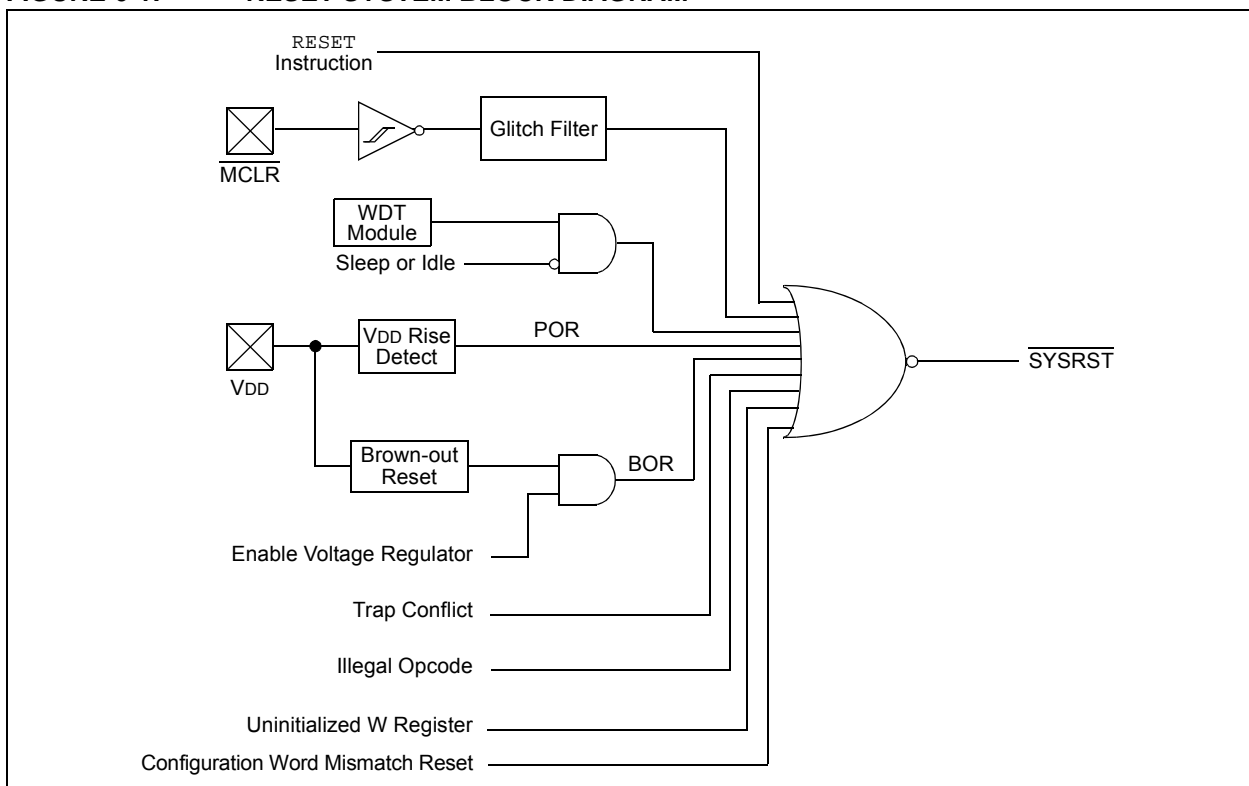 RESET
Instruction
MCLR
Glitch Filter
WDT
Module
Sleep or Idle
VDD
VDD Rise
Detect
POR
SYSRST
Brown-out
Reset
BOR
Enable Voltage Regulator
Trap Conflict
Illegal Opcode
Uninitialized W Register
Configuration Word Mismatch Reset